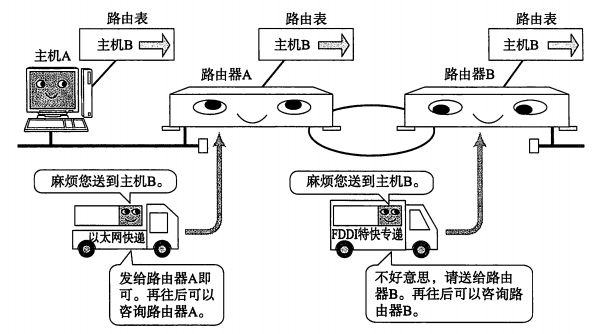 路由表
主机B
路由表
主机B
路由表
主机B
主机A
路由器A
路由器B
麻烦您送到主机B。
麻烦您送到主机B。
以太网快递
FDDI特快专递
发给路由器A即
可。再往后可以
咨询路由器A。
不好意思，请送给路由
器B。再往后可以咨询路
由器B。